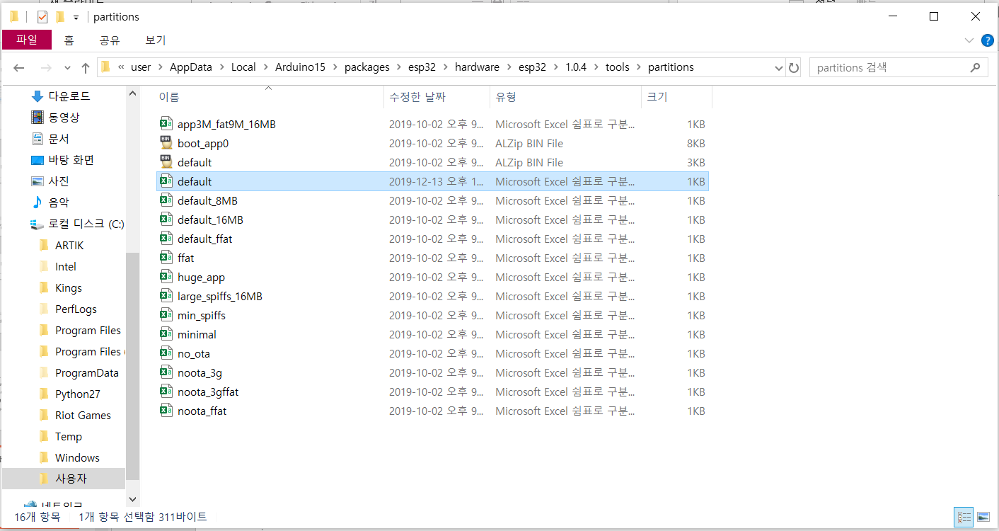 partitions
파일 홈 공유 보기
« user > AppData > Local > Arduino15 > packages > esp32 > hardware > esp32 > 1.0.4 > tools > partitions
partitions 검색
다운로드
동영상
문서
바탕 화면
사진
음악
로컬 디스크 (C:)
ARTIK
Intel
Kings
PerfLogs
Program Files
Program Files
ProgramData
Python27
Riot Games
Temp
Windows
사용자
네트워크
이름 수정한 날짜 유형 크기
app3M_fat9M_16MB 2019-10-02 오후 9... Microsoft Excel 쉼표로 구분... 1KB
boot_app0 2019-10-02 오후 9... ALZip BIN File 8KB
default 2019-10-02 오후 9... ALZip BIN File 3KB
default 2019-12-13 오후 1... Microsoft Excel 쉼표로 구분... 1KB
default_8MB 2019-10-02 오후 9... Microsoft Excel 쉼표로 구분... 1KB
default_16MB 2019-10-02 오후 9... Microsoft Excel 쉼표로 구분... 1KB
default_ffat 2019-10-02 오후 9... Microsoft Excel 쉼표로 구분... 1KB
ffat 2019-10-02 오후 9... Microsoft Excel 쉼표로 구분... 1KB
huge_app 2019-10-02 오후 9... Microsoft Excel 쉼표로 구분... 1KB
large_spiffs_16MB 2019-10-02 오후 9... Microsoft Excel 쉼표로 구분... 1KB
min_spiffs 2019-10-02 오후 9... Microsoft Excel 쉼표로 구분... 1KB
minimal 2019-10-02 오후 9... Microsoft Excel 쉼표로 구분... 1KB
no_ota 2019-10-02 오후 9... Microsoft Excel 쉼표로 구분... 1KB
noota_3g 2019-10-02 오후 9... Microsoft Excel 쉼표로 구분... 1KB
noota_3gffat 2019-10-02 오후 9... Microsoft Excel 쉼표로 구분... 1KB
noota_ffat 2019-10-02 오후 9... Microsoft Excel 쉼표로 구분... 1KB
16개 항목 1개 항목 선택함 311바이트